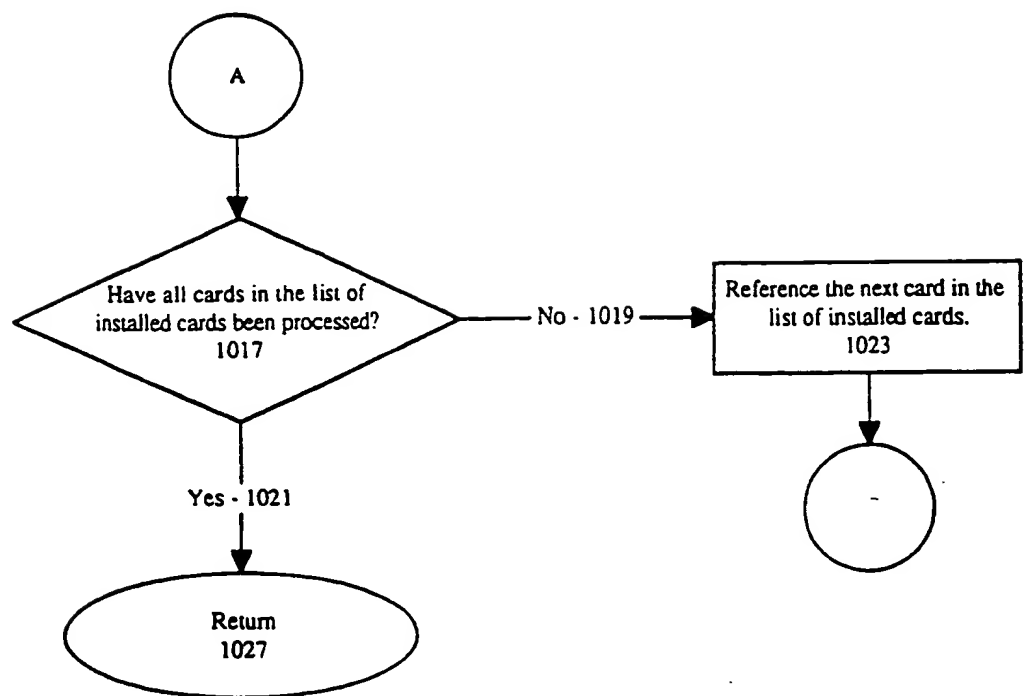 A
Have all cards in the list of
installed cards been processed?
1017
No - 1019
Reference the next card in the
list of installed cards.
1023
Yes - 1021
Return
1027